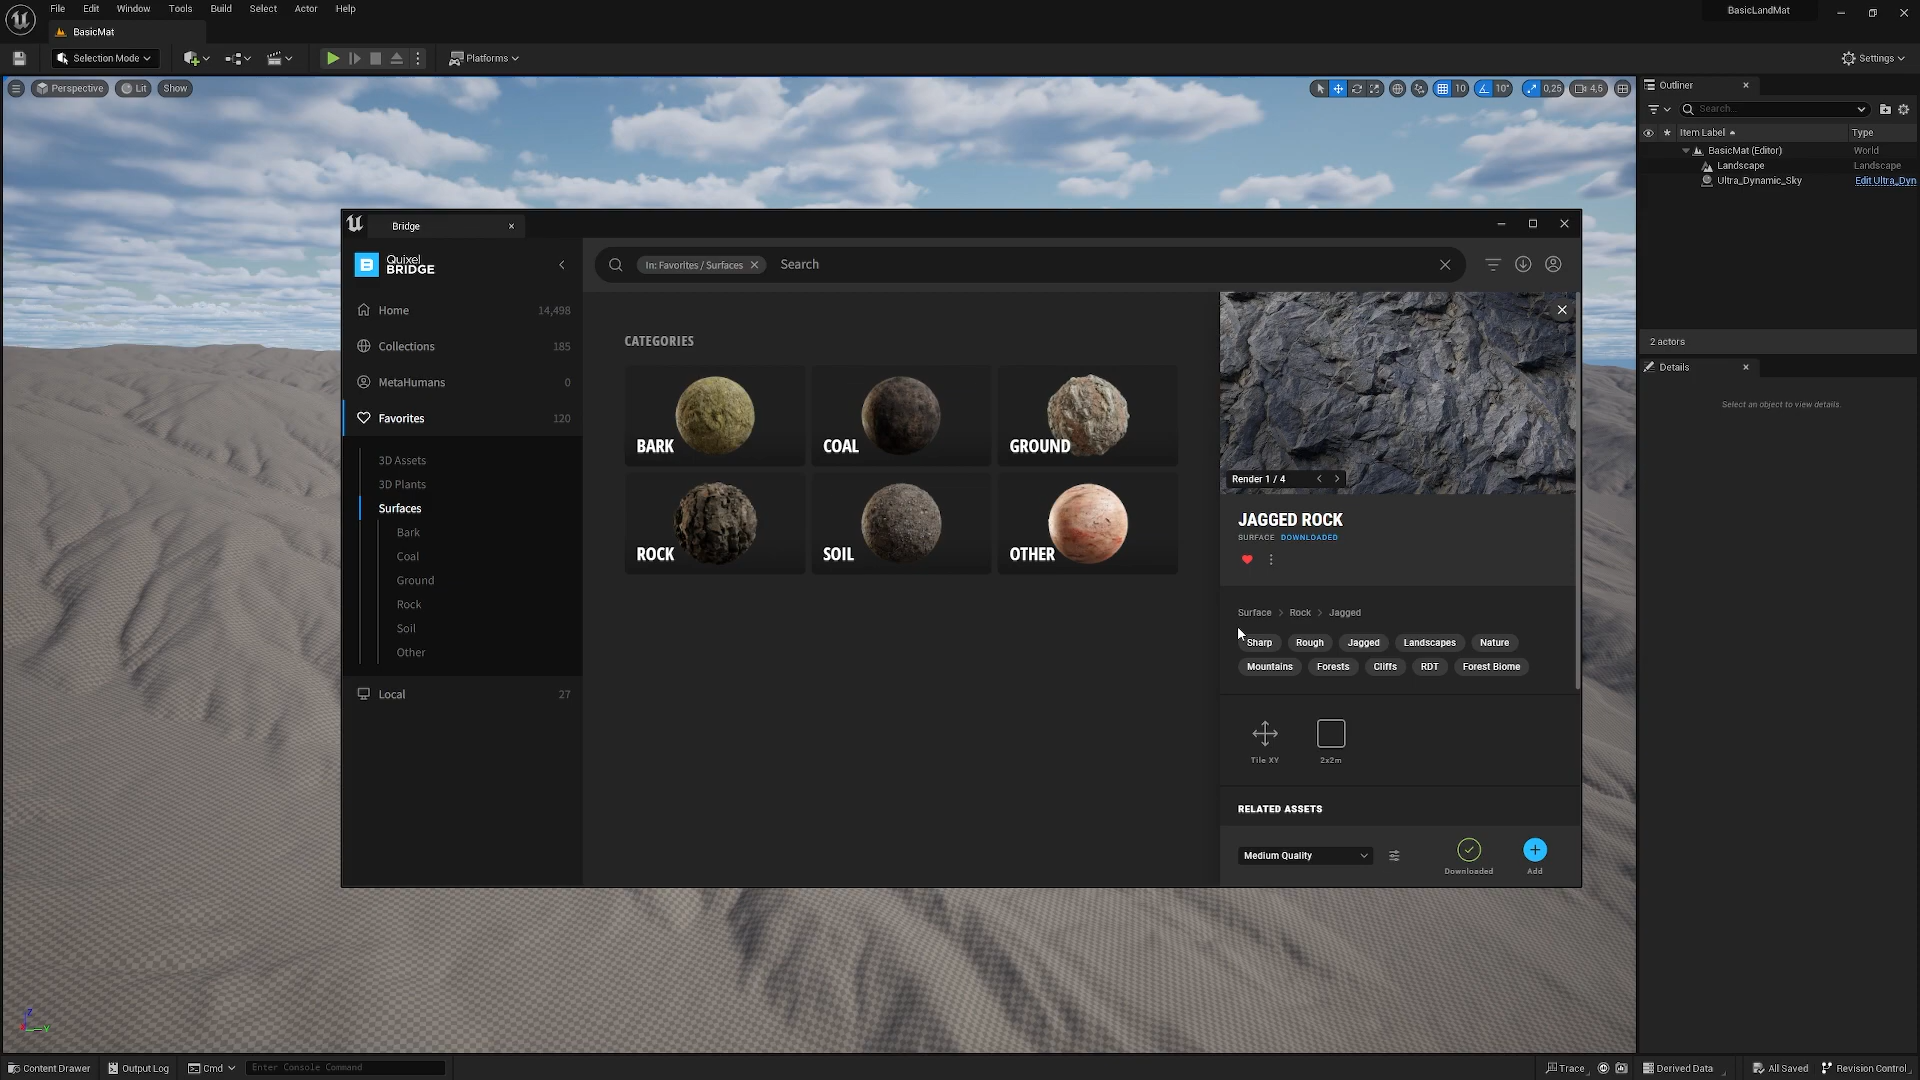 File Edit Window Tools Build Select Actor Help
BasicLandMat
BasicMat
Selection Mode
Platforms
Settings
Perspective Lit Show
10 10° 0,25 4,5
Outliner
Search...
Item Label Type
BasicMat (Editor) World
Landscape Landscape
Ultra_Dynamic_Sky Edit Ultra_Dyn
2 actors
Details
Select an object to view details.
Bridge
Quixel
BRIDGE
In: Favorites / Surfaces Search
Home 14,498
Collections 185
MetaHumans 0
Favorites 120
3D Assets
3D Plants
Surfaces
Bark
Coal
Ground
Rock
Soil
Other
Local 27
CATEGORIES
BARK COAL GROUND
ROCK SOIL OTHER
Render 1 / 4
JAGGED ROCK
SURFACE DOWNLOADED
Surface > Rock > Jagged
Sharp Rough Jagged Landscapes Nature
Mountains Forests Cliffs RDT Forest Biome
Tile XY 2x2m
RELATED ASSETS
Medium Quality
Downloaded Add
Z
Y
Content Drawer Output Log Cmd Enter Console Command
Trace Derived Data All Saved Revision Control